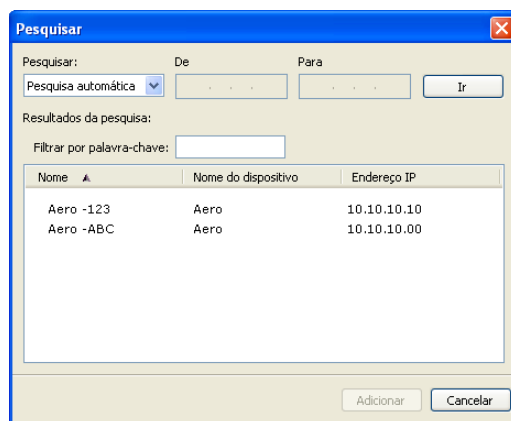 Pesquisar
Pesquisar: De Para
Pesquisa automática . . . . . . Ir
Resultados da pesquisa:
Filtrar por palavra-chave:
Nome Nome do dispositivo Endereço IP
Aero -123 Aero 10.10.10.10
Aero -ABC Aero 10.10.10.00
Adicionar Cancelar